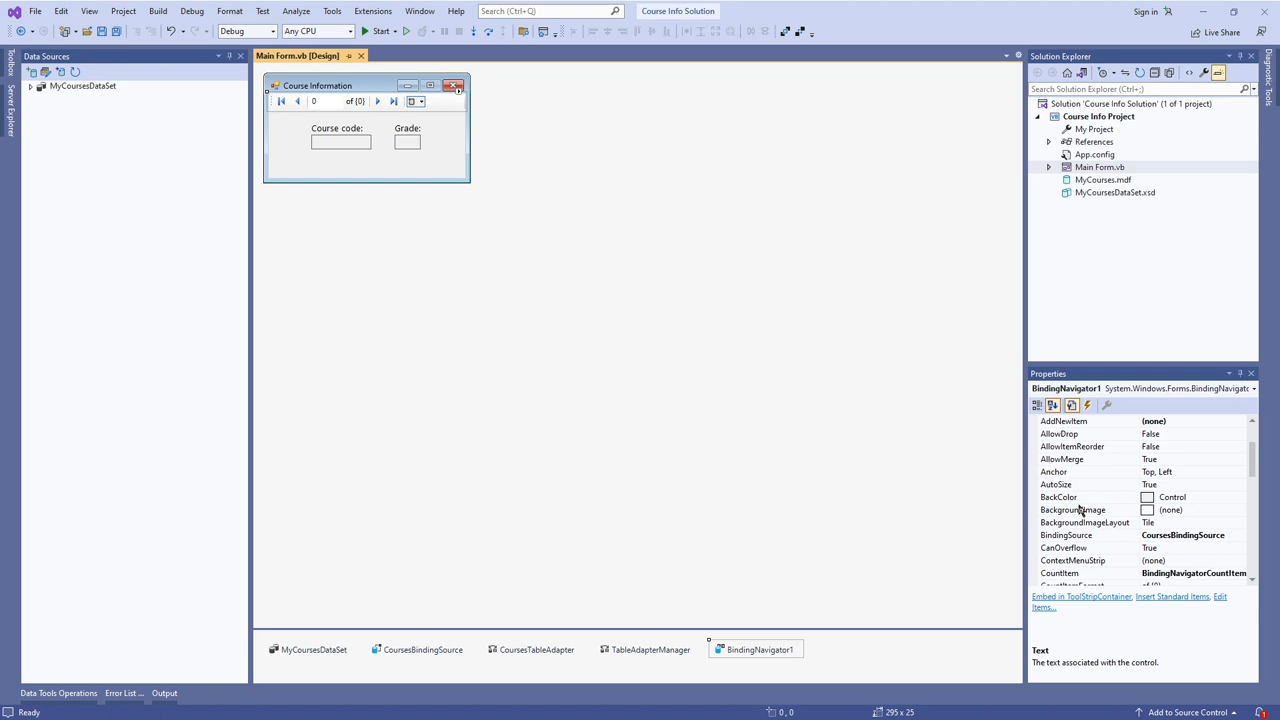 File Edit View Project Build Debug Format Test Analyze Tools Extensions Window Help Search (Ctrl+Q) Course Info Solution Sign in
Debug Any CPU Start Live Share
Toolbox
Server Explorer
Data Sources
MyCoursesDataSet
Main Form.vb [Design]
Course Information
0 of {0}
Course code: Grade:
MyCoursesDataSet CoursesBindingSource CoursesTableAdapter TableAdapterManager BindingNavigator1
Solution Explorer
Search Solution Explorer (Ctrl+;)
Solution 'Course Info Solution' (1 of 1 project)
Course Info Project
My Project
References
App.config
Main Form.vb
MyCourses.mdf
MyCoursesDataSet.xsd
Diagnostic Tools
Properties
BindingNavigator1 System.Windows.Forms.BindingNavigato
AddNewItem (none)
AllowDrop False
AllowItemReorder False
AllowMerge True
Anchor Top, Left
AutoSize True
BackColor Control
BackgroundImage (none)
BackgroundImageLayout Tile
BindingSource CoursesBindingSource
CanOverflow True
ContextMenuStrip (none)
CountItem BindingNavigatorCountItem
Embed in ToolStripContainer, Insert Standard Items, Edit
Items...
Text
The text associated with the control.
Data Tools Operations Error List ... Output
Ready 0 , 0 295 x 25 Add to Source Control 1